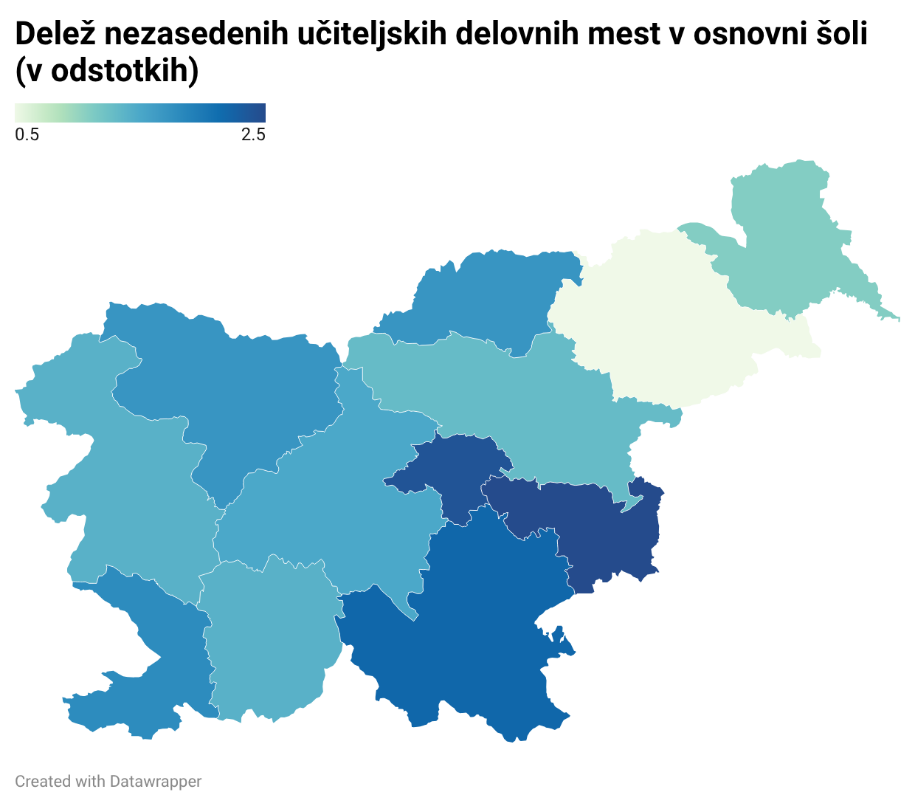 Delež nezasedenih učiteljskih delovnih mest v osnovni šoli
(v odstotkih)
0.5 2.5
Created with Datawrapper